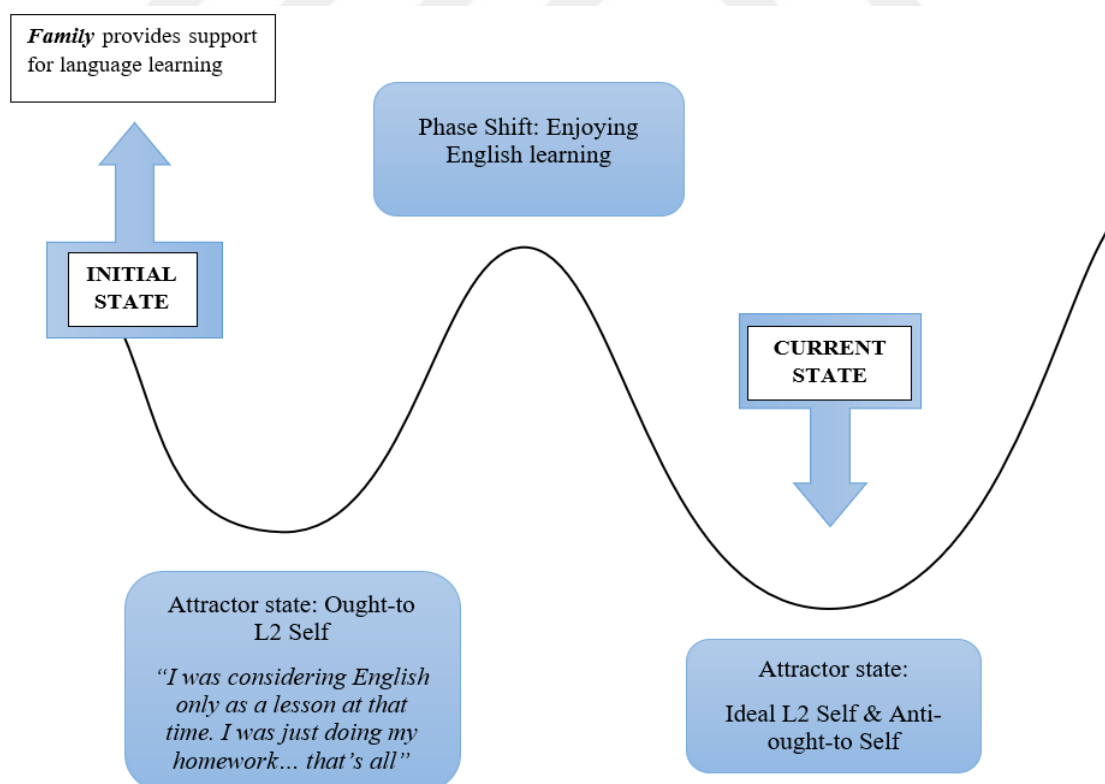 Family provides support
for language learning
Phase Shift: Enjoying
English learning
INITIAL
STATE
CURRENT
STATE
Attractor state: Ought-to
L2 Self
“I was considering English
only as a lesson at that
time. I was just doing my
homework… that’s all”
Attractor state:
Ideal L2 Self & Anti-
ought-to Self